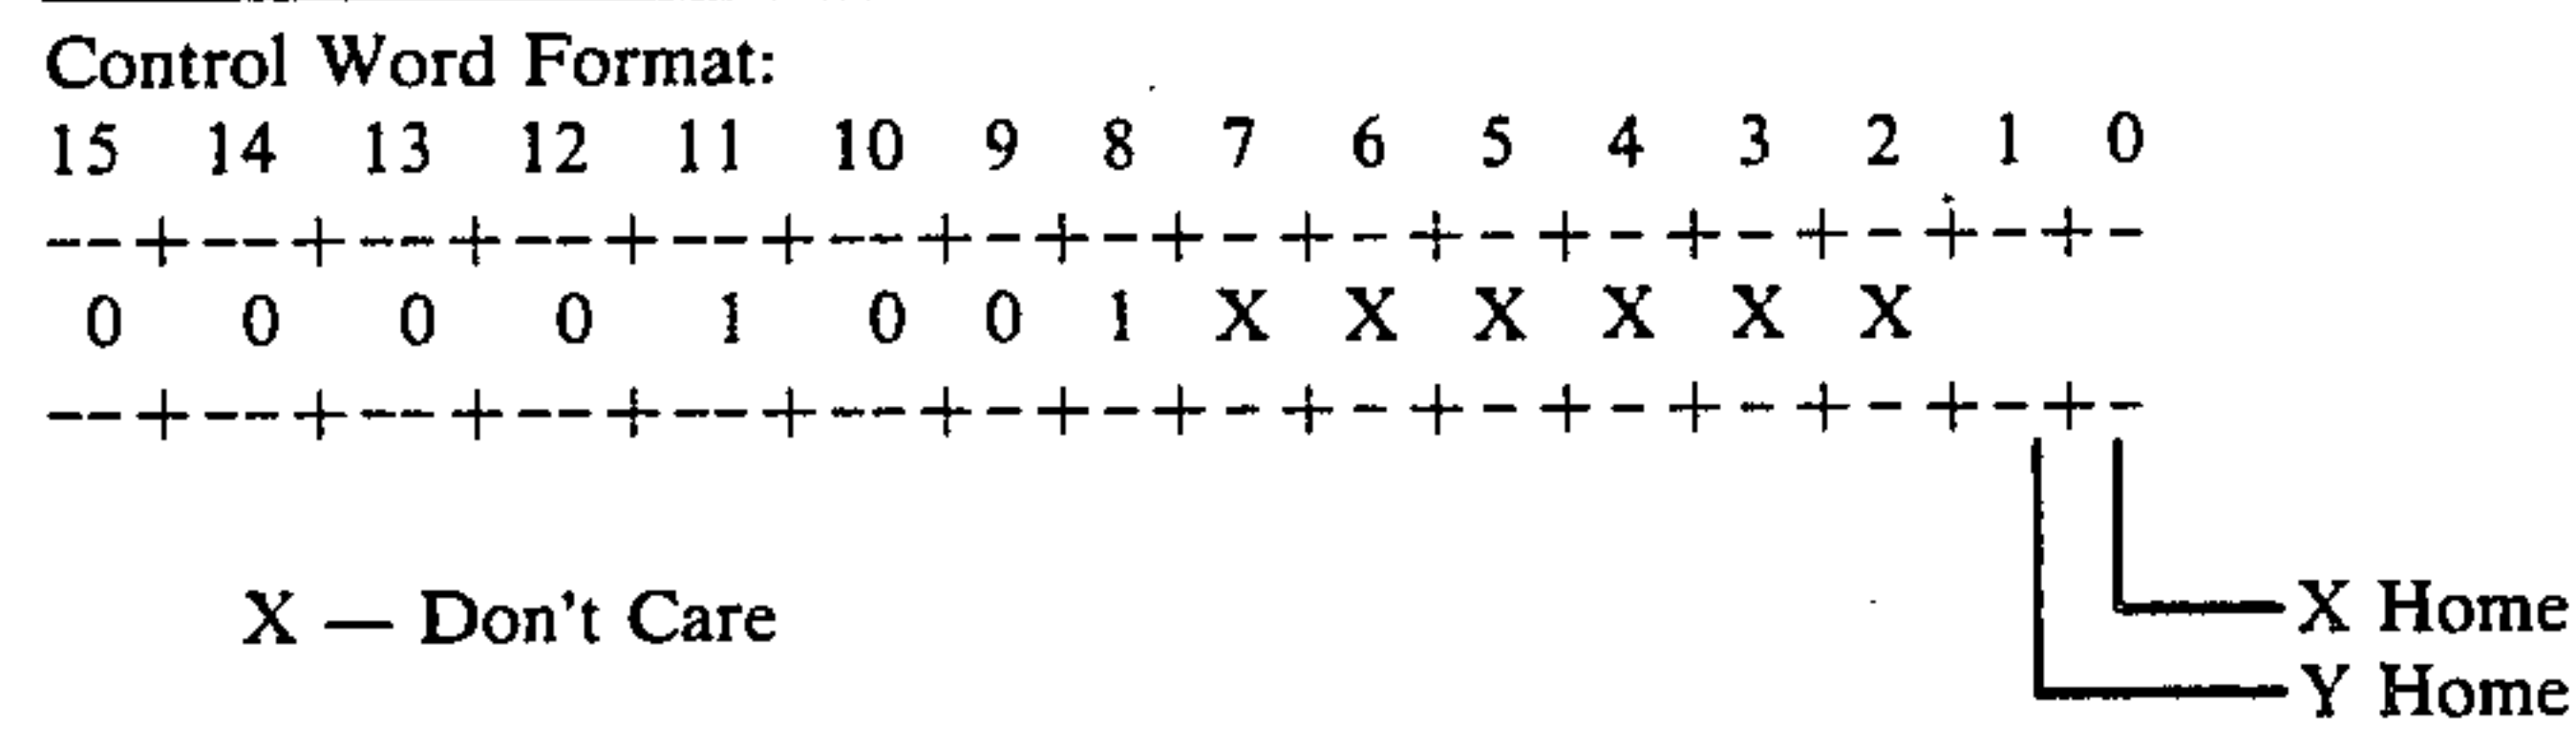 Control Word Format:
15 14 13 12 11 10 9 8 7 6 5 4 3 2 1 0
--+--+--+--+--+--+-+-+-+-+-+-+-+-+-+-
0 0 0 0 1 0 0 1 X X X X X X
--+--+--+--+--+--+-+-+-+-+-+-+-+-+-+-
X — Don't Care
X Home
Y Home